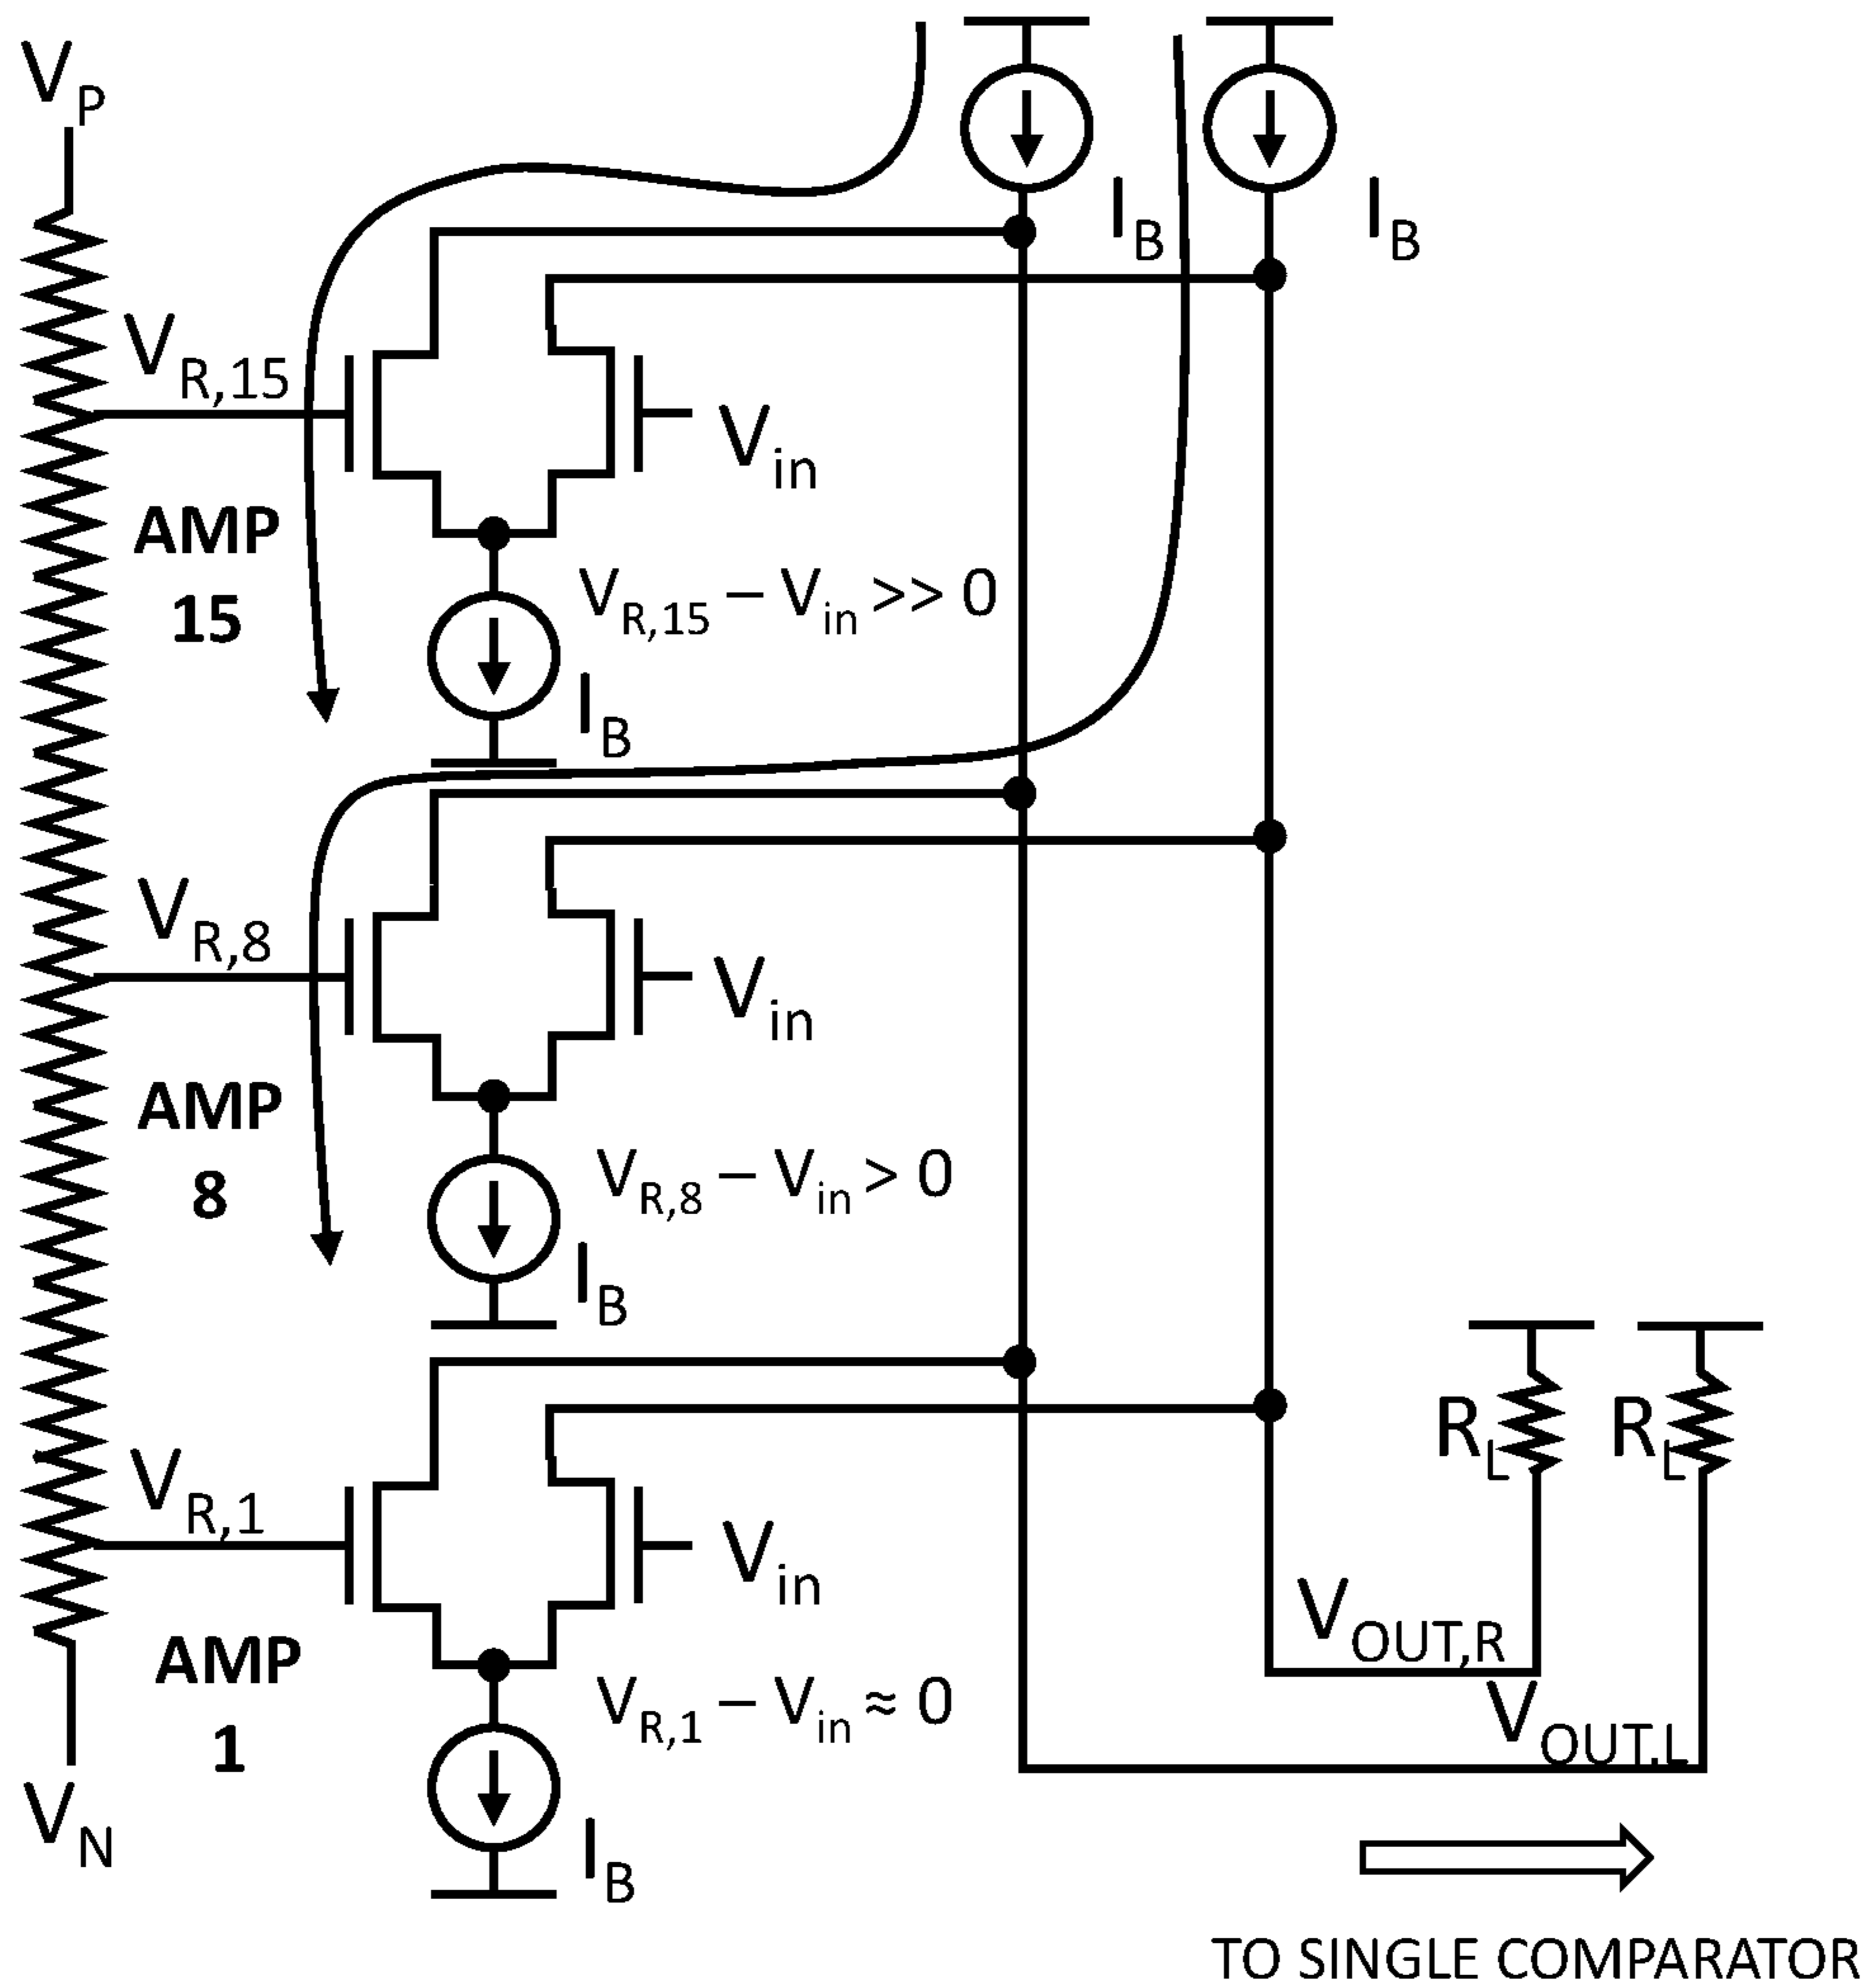 V_P
I_B
I_B
V_R,15
V_in
AMP
15
V_R,15 – V_in >> 0
I_B
V_R,8
V_in
AMP
8
V_R,8 – V_in > 0
I_B
R_L
R_L
V_R,1
V_in
V_OUT,R
AMP
1
V_R,1 – V_in ≈ 0
V_OUT,L
V_N
I_B
TO SINGLE COMPARATOR